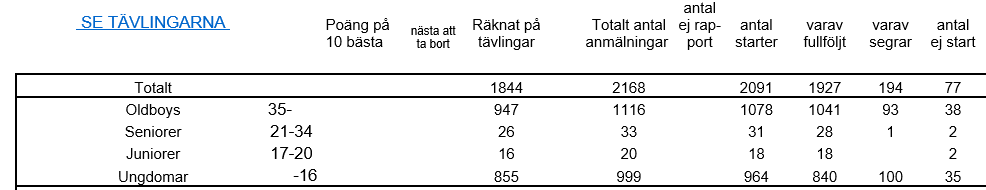 SE TÄVLINGARNA Poäng på 10 bästa nästa att ta bort Räknat på tävlingar Totalt antal anmälningar antal ej rap- port antal starter varav fullföljt varav segrar antal ej start
Totalt 1844 2168 2091 1927 194 77
Oldboys 35- 947 1116 1078 1041 93 38
Seniorer 21-34 26 33 31 28 1 2
Juniorer 17-20 16 20 18 18 2
Ungdomar -16 855 999 964 840 100 35